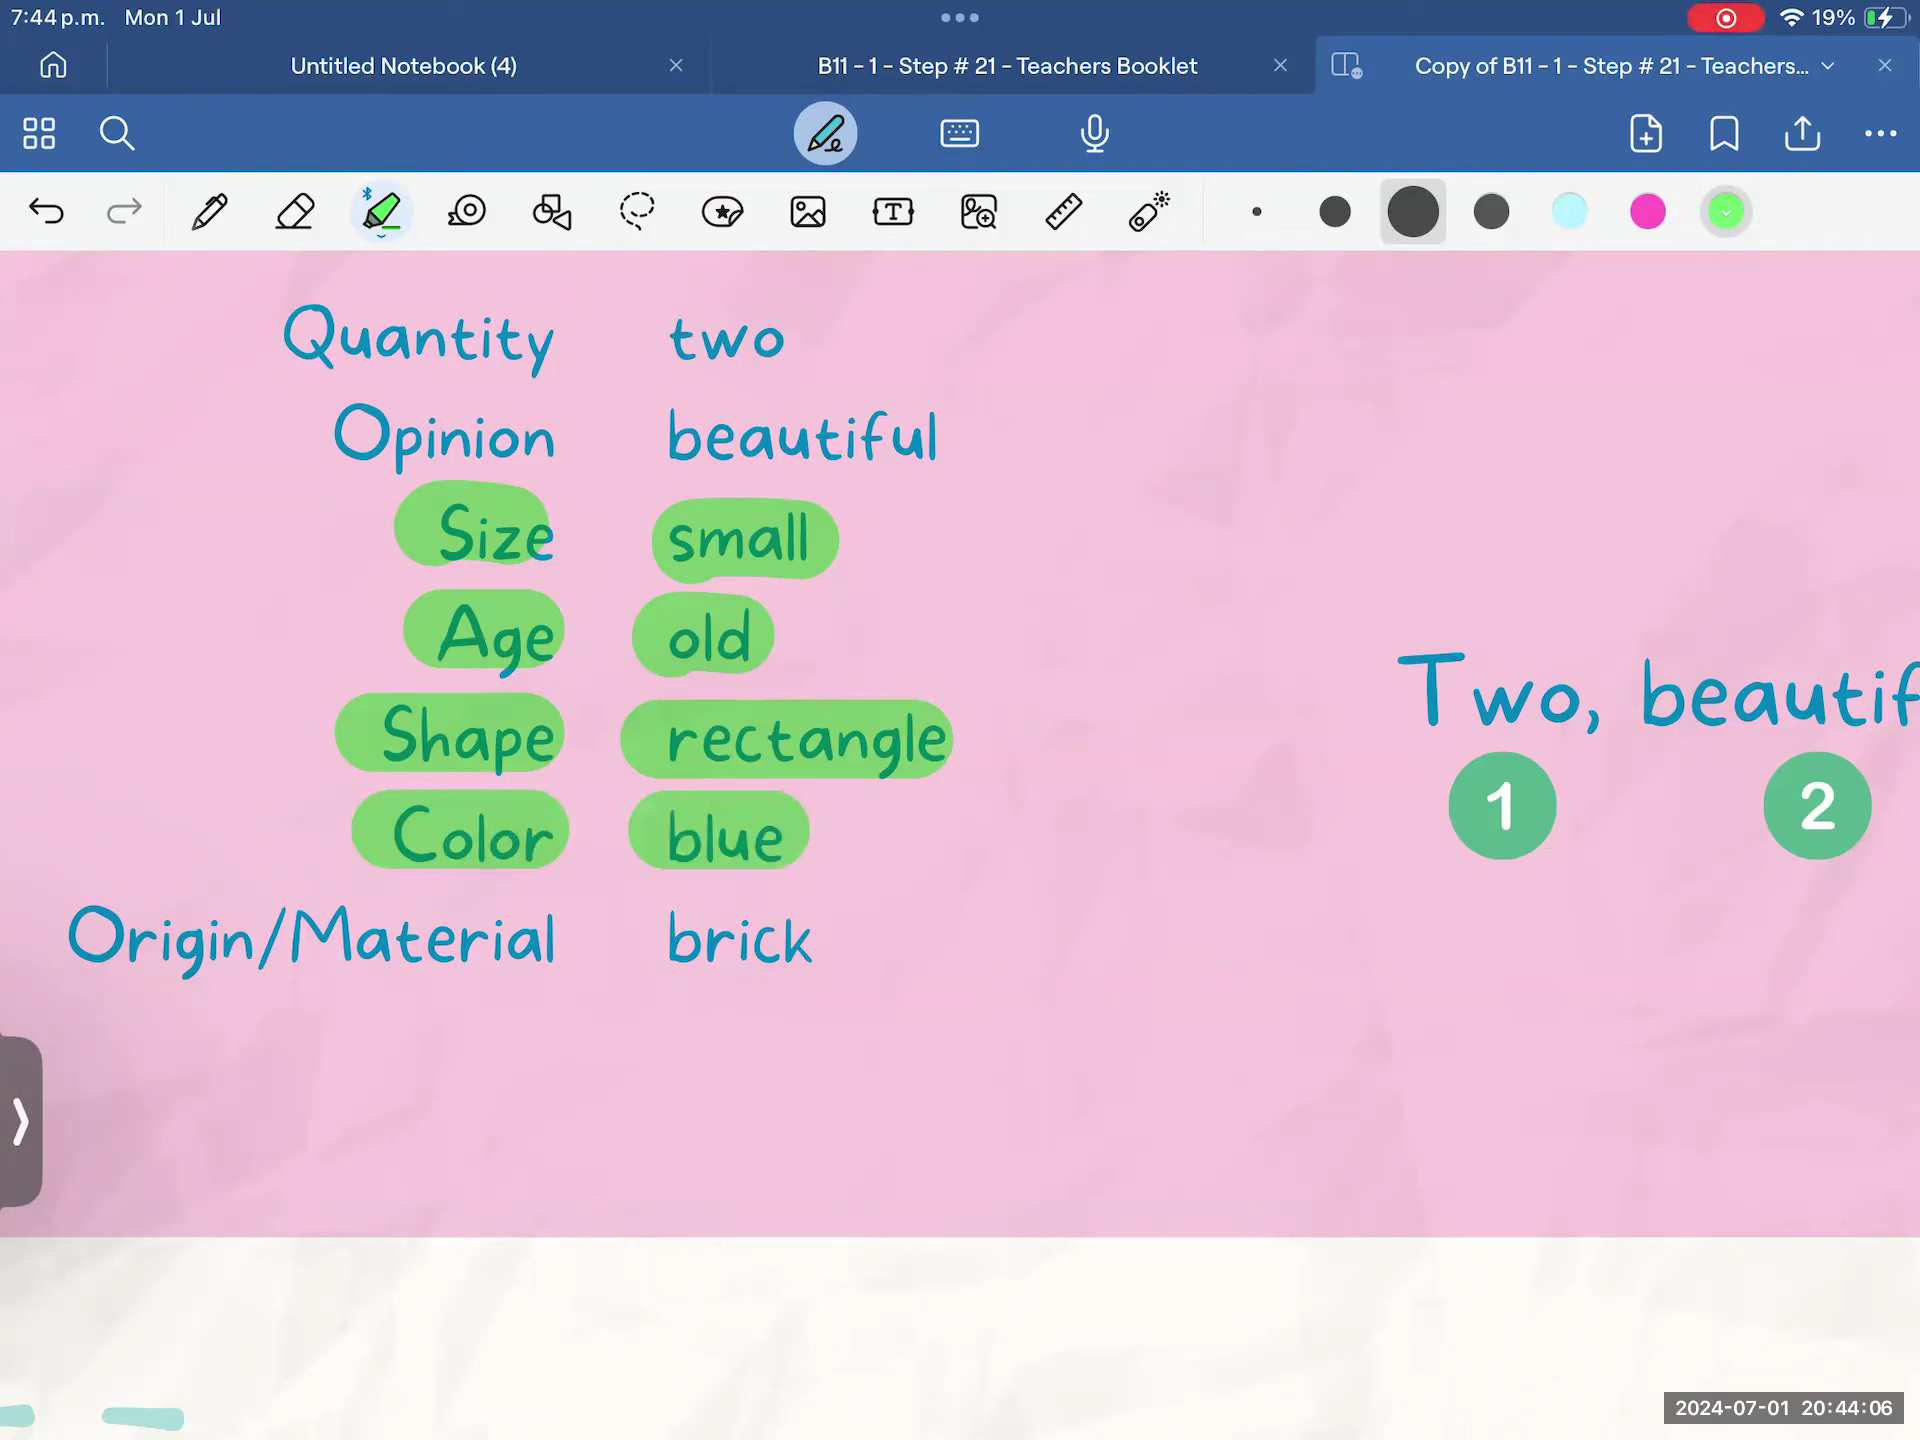 7:44 p.m. Mon 1 Jul
19%
Untitled Notebook (4)
B11 - 1 - Step # 21 - Teachers Booklet
Copy of B11 - 1 - Step # 21 - Teachers...
Quantity two
Opinion beautiful
Size small
Age old
Shape rectangle
Color blue
Origin/Material brick
Two, beautif
1 2
2024-07-01 20:44:06